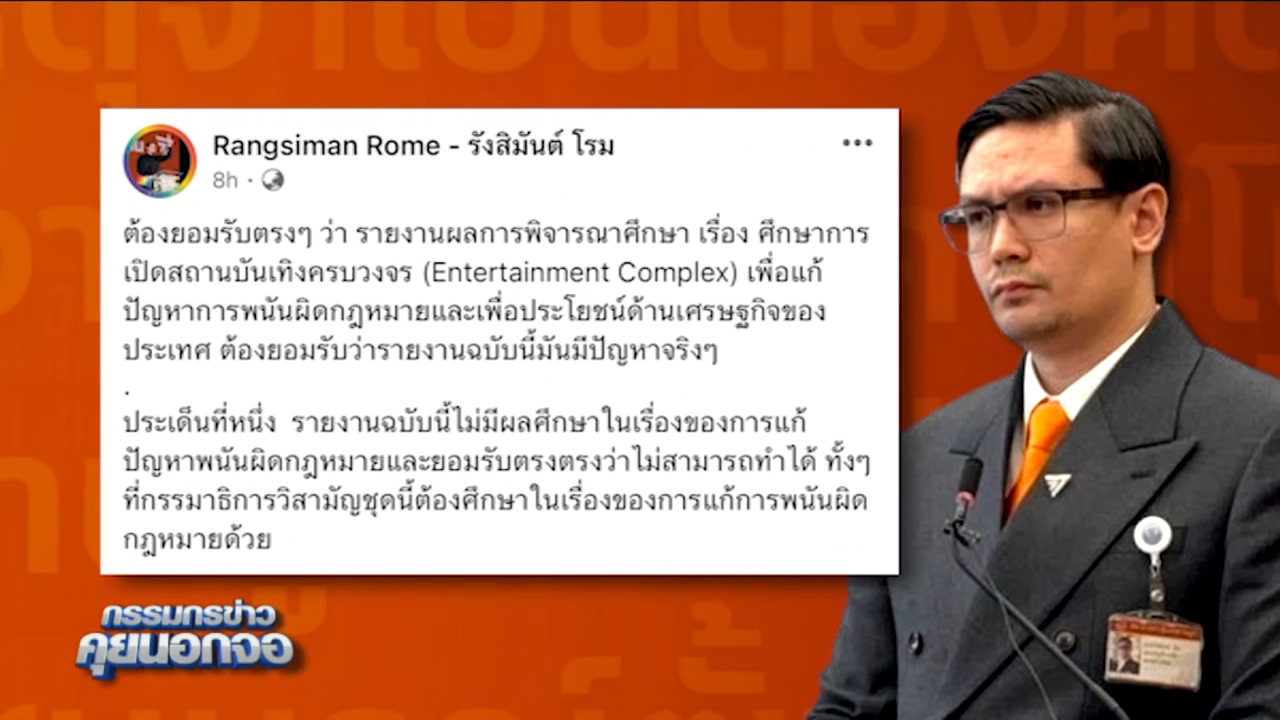 Rangsiman Rome - รังสิมันต์ โรม
8h ·
ต้องยอมรับตรงๆ ว่า รายงานผลการพิจารณาศึกษา เรื่อง ศึกษาการ
เปิดสถานบันเทิงครบวงจร (Entertainment Complex) เพื่อแก้
ปัญหาการพนันผิดกฎหมายและเพื่อประโยชน์ด้านเศรษฐกิจของ
ประเทศ ต้องยอมรับว่ารายงานฉบับนี้มันมีปัญหาจริงๆ
.
ประเด็นที่หนึ่ง รายงานฉบับนี้ไม่มีผลศึกษาในเรื่องของการแก้
ปัญหาพนันผิดกฎหมายและยอมรับตรงตรงว่าไม่สามารถทำได้ ทั้งๆ
ที่กรรมาธิการวิสามัญชุดนี้ต้องศึกษาในเรื่องของการแก้การพนันผิด
กฎหมายด้วย
กรรมกรข่าว
คุยนอกจอ